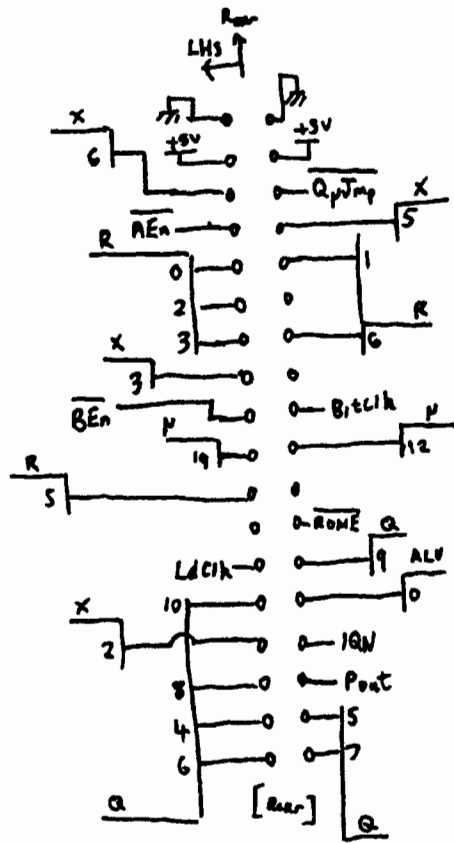 Rear
LHS
X
+5V
+5V
6
QμJmp
X
AEn
5
R
0
1
2
R
3
6
X
3
BEn
BitClk
μ
μ
19
12
R
5
ROME
Q
LdClk
9
ALU
10
0
X
2
IQN
8
Pout
4
5
6
7
[Rear]
Q
Q